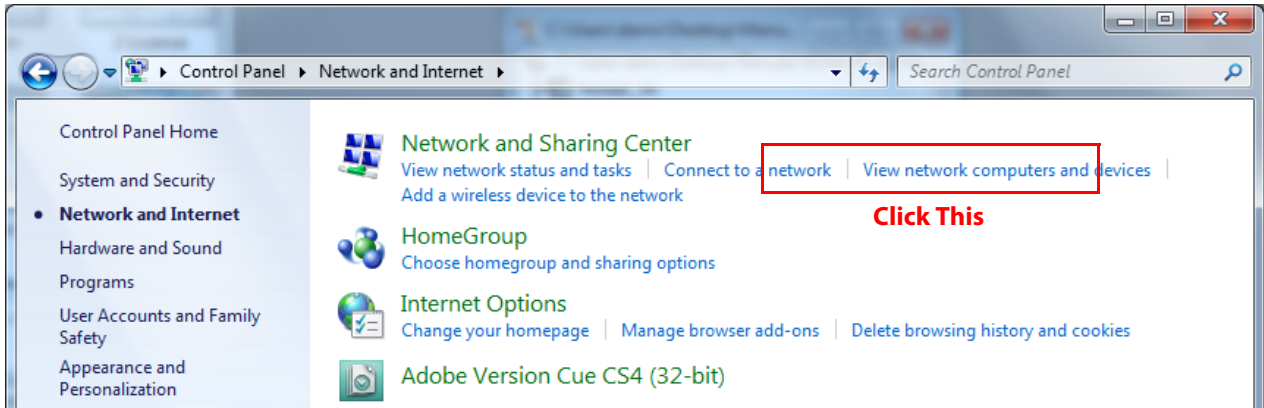 Control Panel Network and Internet Search Control Panel
Control Panel Home
System and Security
Network and Internet
Hardware and Sound
Programs
User Accounts and Family
Safety
Appearance and
Personalization
Network and Sharing Center
View network status and tasks Connect to a network View network computers and devices
Add a wireless device to the network
Click This
HomeGroup
Choose homegroup and sharing options
Internet Options
Change your homepage Manage browser add-ons Delete browsing history and cookies
Adobe Version Cue CS4 (32-bit)